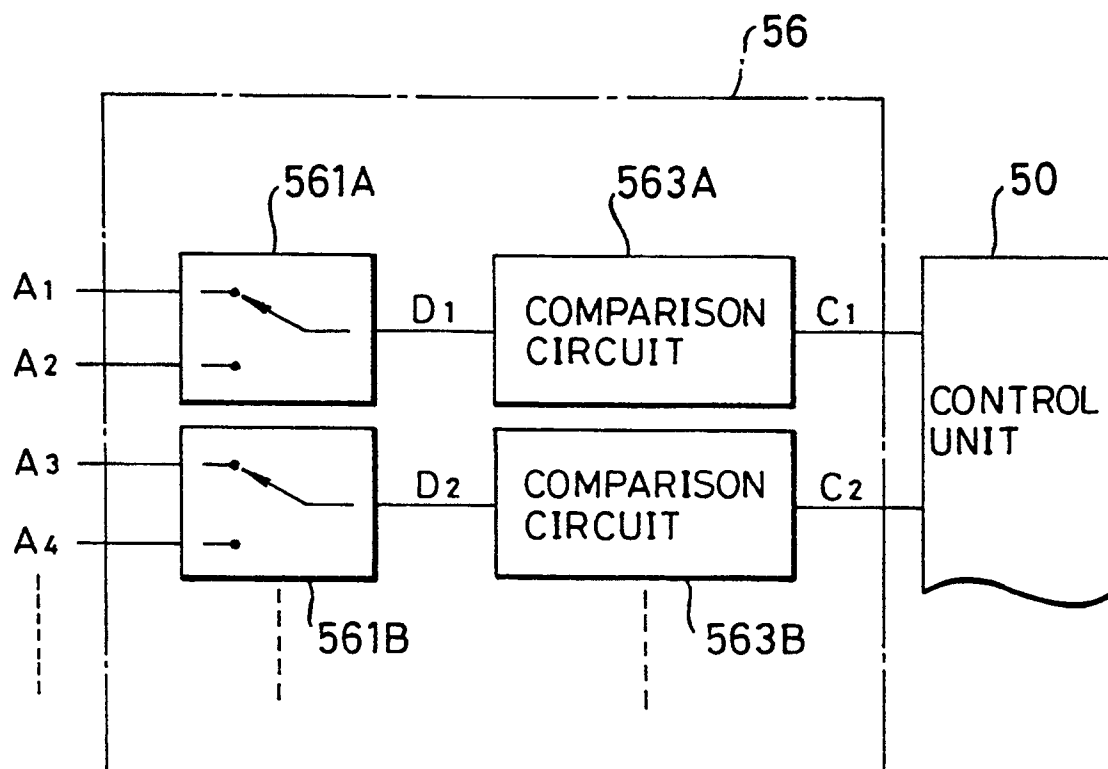 56
561A
563A
50
A1
A2
D1
COMPARISON
CIRCUIT
C1
CONTROL
UNIT
A3
A4
D2
COMPARISON
CIRCUIT
C2
561B
563B